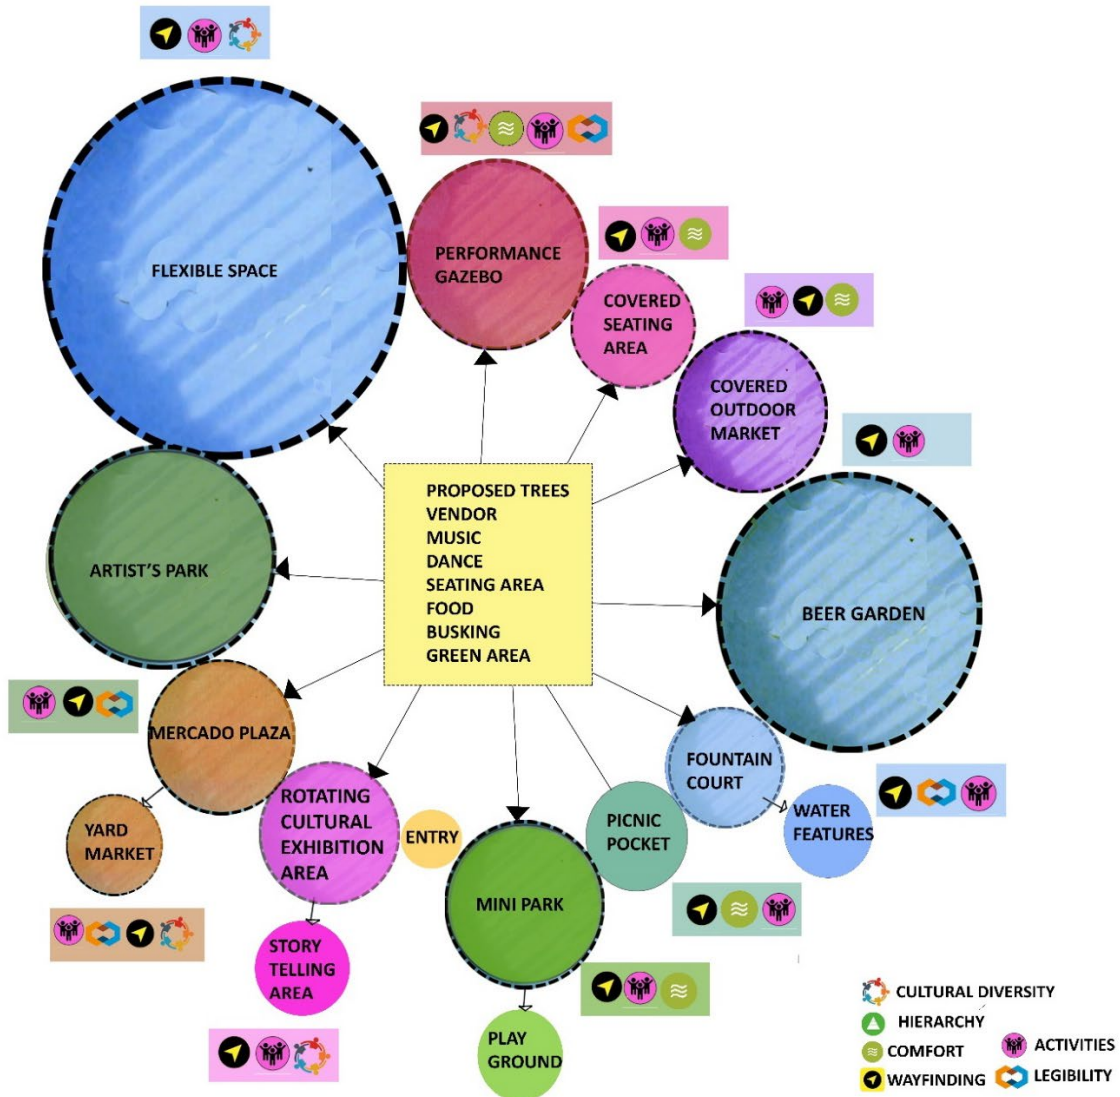 FLEXIBLE SPACE
PERFORMANCE
GAZEBO
COVERED
SEATING
AREA
COVERED
OUTDOOR
MARKET
PROPOSED TREES
VENDOR
MUSIC
DANCE
SEATING AREA
FOOD
BUSKING
GREEN AREA
ARTIST'S PARK
BEER GARDEN
MERCADO PLAZA
FOUNTAIN
COURT
ROTATING
CULTURAL
EXHIBITION
AREA
ENTRY
PICNIC
POCKET
WATER
FEATURES
YARD
MARKET
MINI PARK
STORY
TELLING
AREA
PLAY
GROUND
CULTURAL DIVERSITY
HIERARCHY
COMFORT
ACTIVITIES
WAYFINDING
LEGIBILITY